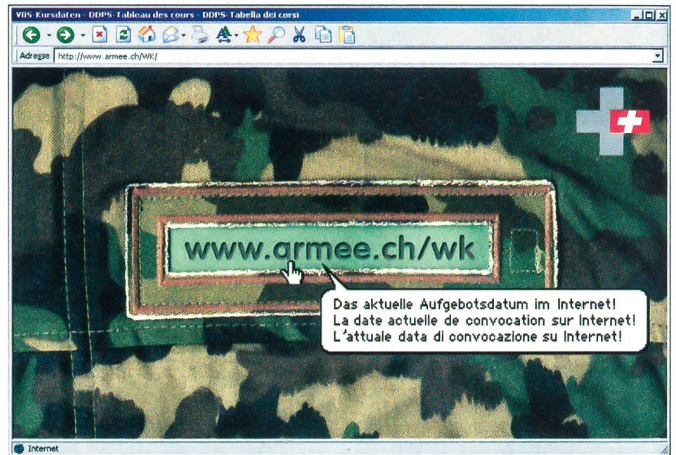 VBS-Kursdaten - DDPS-Tableau des cours - DDPS-Tabella dei corsi
Adresse http://www.armee.ch/WK/
www.armee.ch/wk
Das aktuelle Aufgebotsdatum im Internet!
La date actuelle de convocation sur Internet!
L'attuale data di convocazione su Internet!
Internet